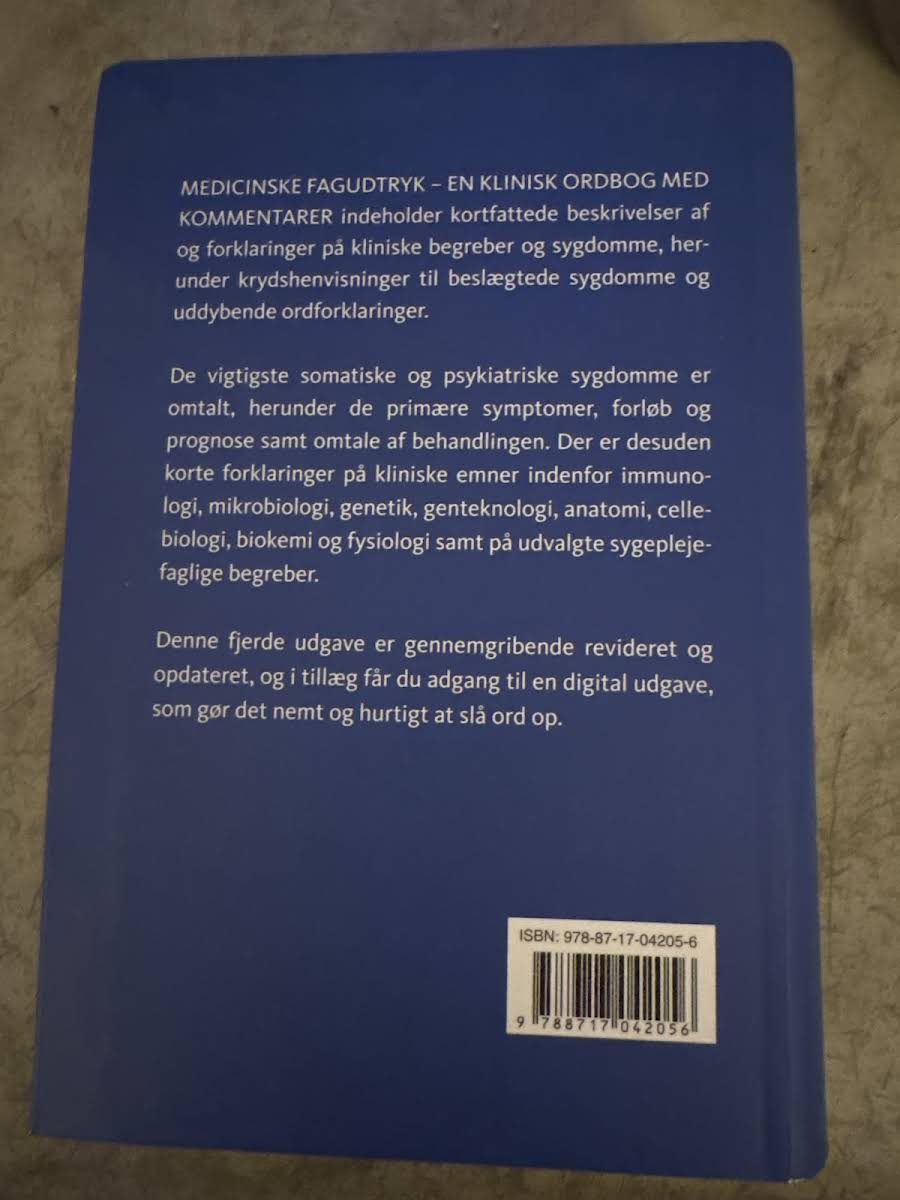 MEDICINSKE FAGUDTRYK – EN KLINISK ORDBOG MED
KOMMENTARER indeholder kortfattede beskrivelser af
og forklaringer på kliniske begreber og sygdomme, her-
under krydshenvisninger til beslægtede sygdomme og
uddybende ordforklaringer.
De vigtigste somatiske og psykiatriske sygdomme er
omtalt, herunder de primære symptomer, forløb og
prognose samt omtale af behandlingen. Der er desuden
korte forklaringer på kliniske emner indenfor immuno-
logi, mikrobiologi, genetik, genteknologi, anatomi, celle-
biologi, biokemi og fysiologi samt på udvalgte sygepleje-
faglige begreber.
Denne fjerde udgave er gennemgribende revideret og
opdateret, og i tillæg får du adgang til en digital udgave,
som gør det nemt og hurtigt at slå ord op.
ISBN: 978-87-17-04205-6
9 788717 042056